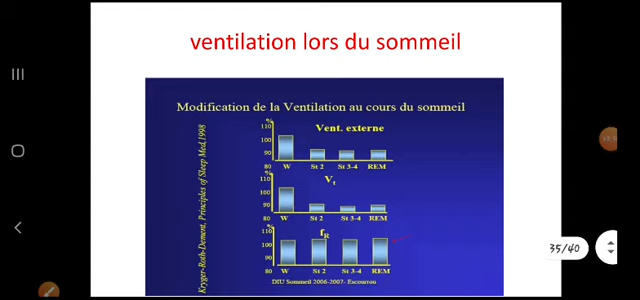 ventilation lors du sommeil
Modification de la Ventilation au cours du sommeil
Kryger-Roth-Dement, Principles of Sleep Med,1998
%
110
Vent. externe
100
90
80
W St 2 St 3-4 REM
%
110
Vt
100
90
80
W St 2 St 3-4 REM
110
fR
100
90
80
W St 2 St 3-4 REM
DIU Sommeil 2006-2007- Escourrou
35/40